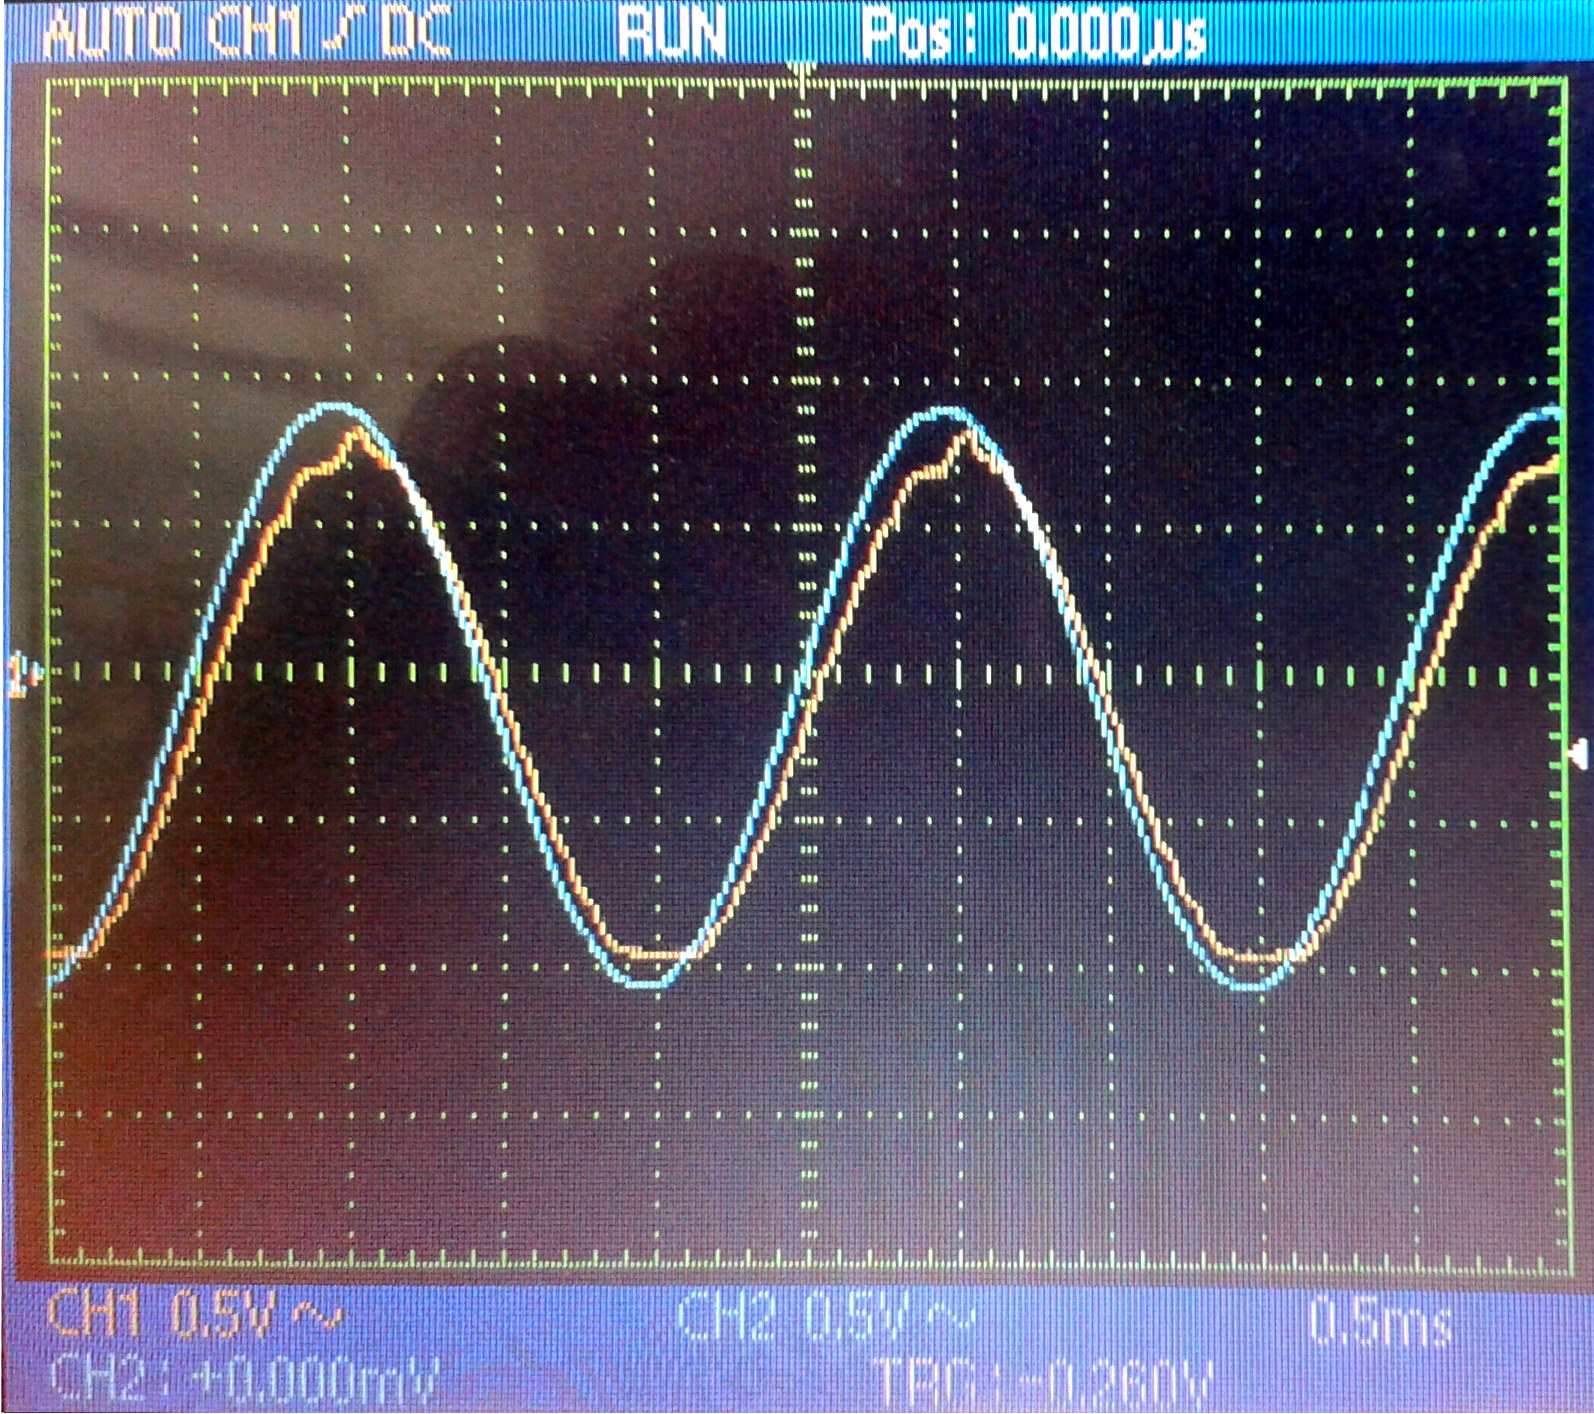 AUTO CH1 DC RUN Pos: 0.000µs
CH1 0.5V ~ CH2 0.5V ~ 0.5ms
CH2: +0.000mV TRG: -0.260V